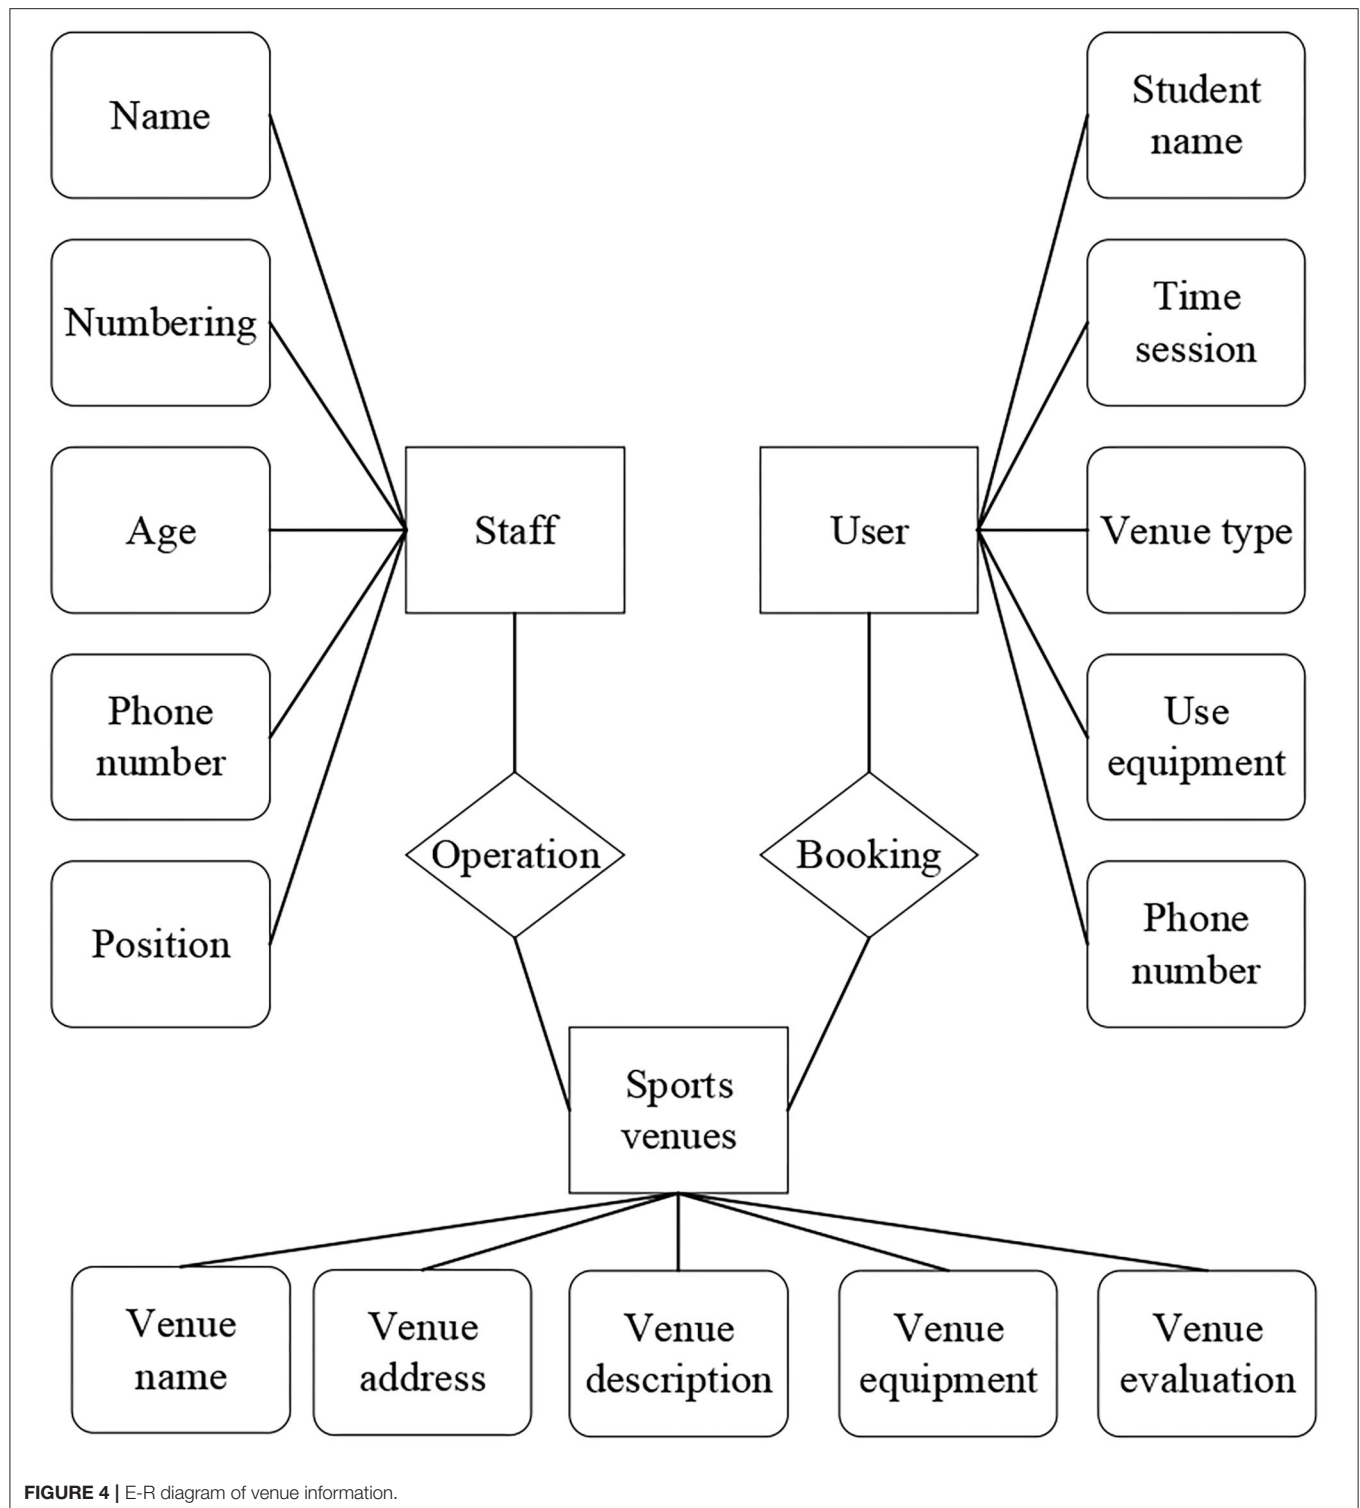 Name
Numbering
Age
Phone
number
Position
Staff
Operation
User
Booking
Student
name
Time
session
Venue type
Use
equipment
Phone
number
Sports
venues
Venue
name
Venue
address
Venue
description
Venue
equipment
Venue
evaluation
FIGURE 4 | E-R diagram of venue information.